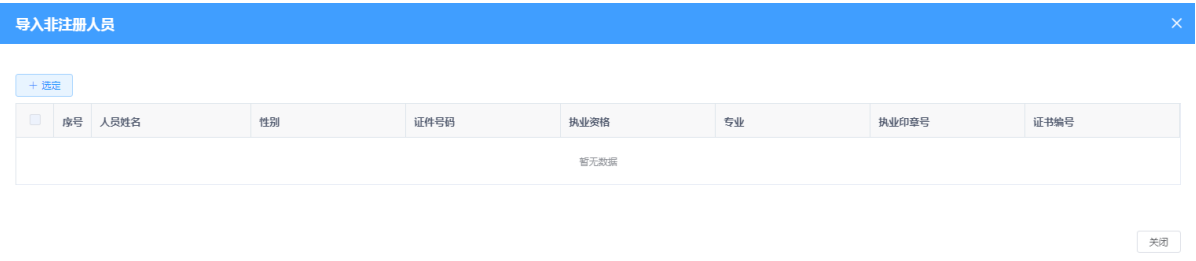 导入非注册人员
+ 选定
序号 人员姓名 性别 证件号码 执业资格 专业 执业印章号 证书编号
暂无数据
关闭